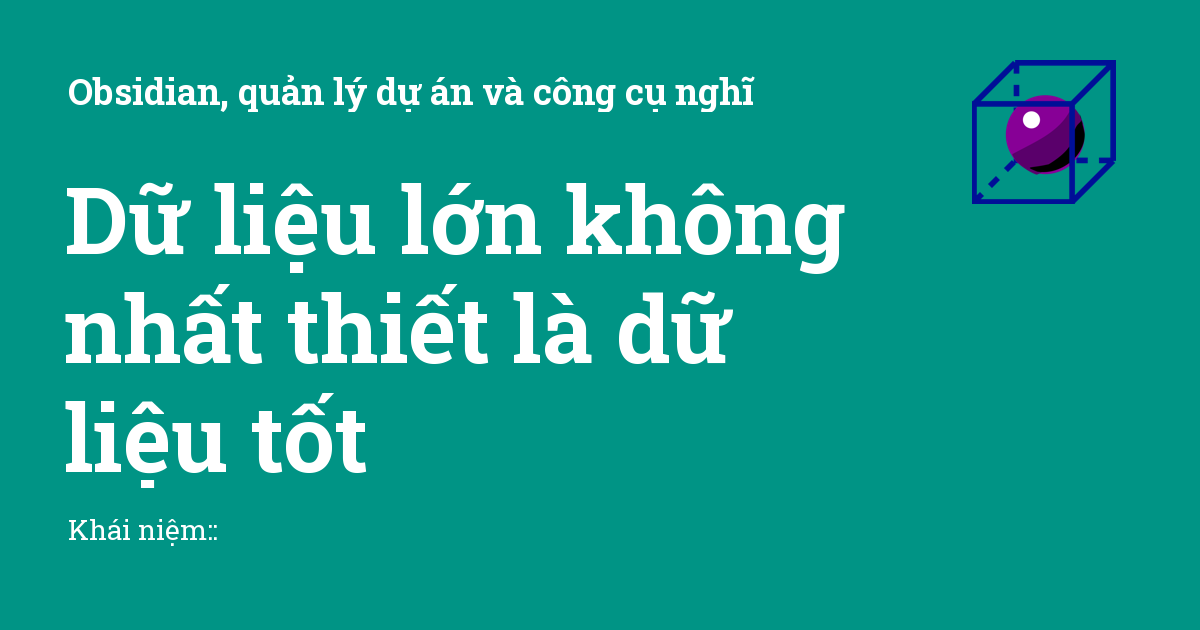 Obsidian, quản lý dự án và công cụ nghĩ
Dữ liệu lớn không
nhất thiết là dữ
liệu tốt
Khái niệm::